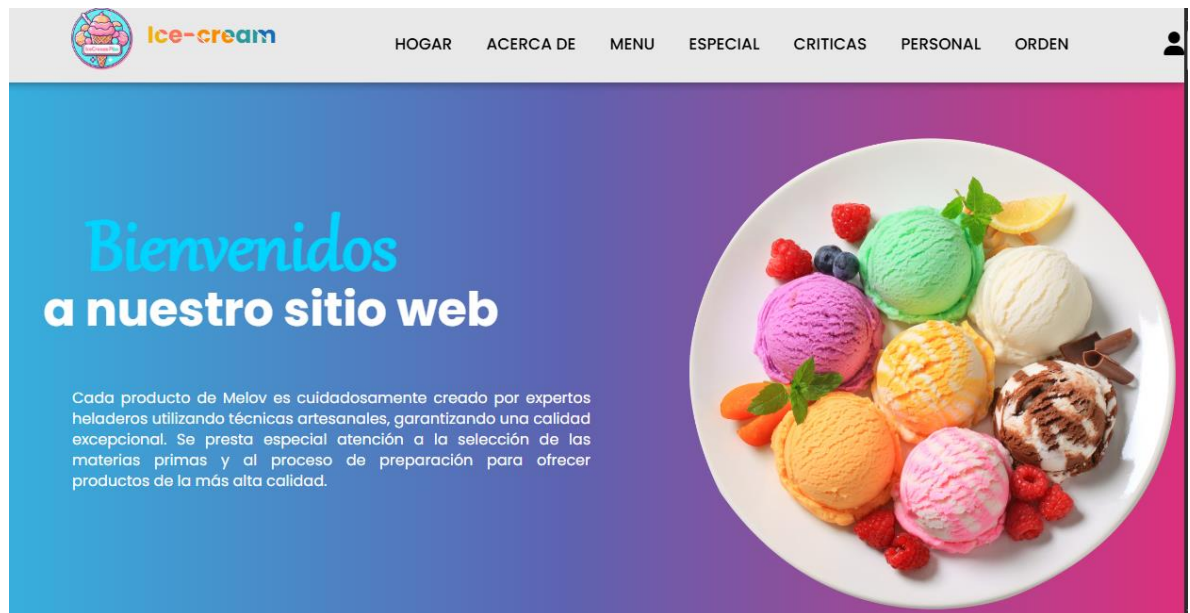 Ice-cream
HOGAR ACERCA DE MENU ESPECIAL CRITICAS PERSONAL ORDEN
Bienvenidos
a nuestro sitio web
Cada producto de Melov es cuidadosamente creado por expertos
heladeros utilizando técnicas artesanales, garantizando una calidad
excepcional. Se presta especial atención a la selección de las
materias primas y al proceso de preparación para ofrecer
productos de la más alta calidad.